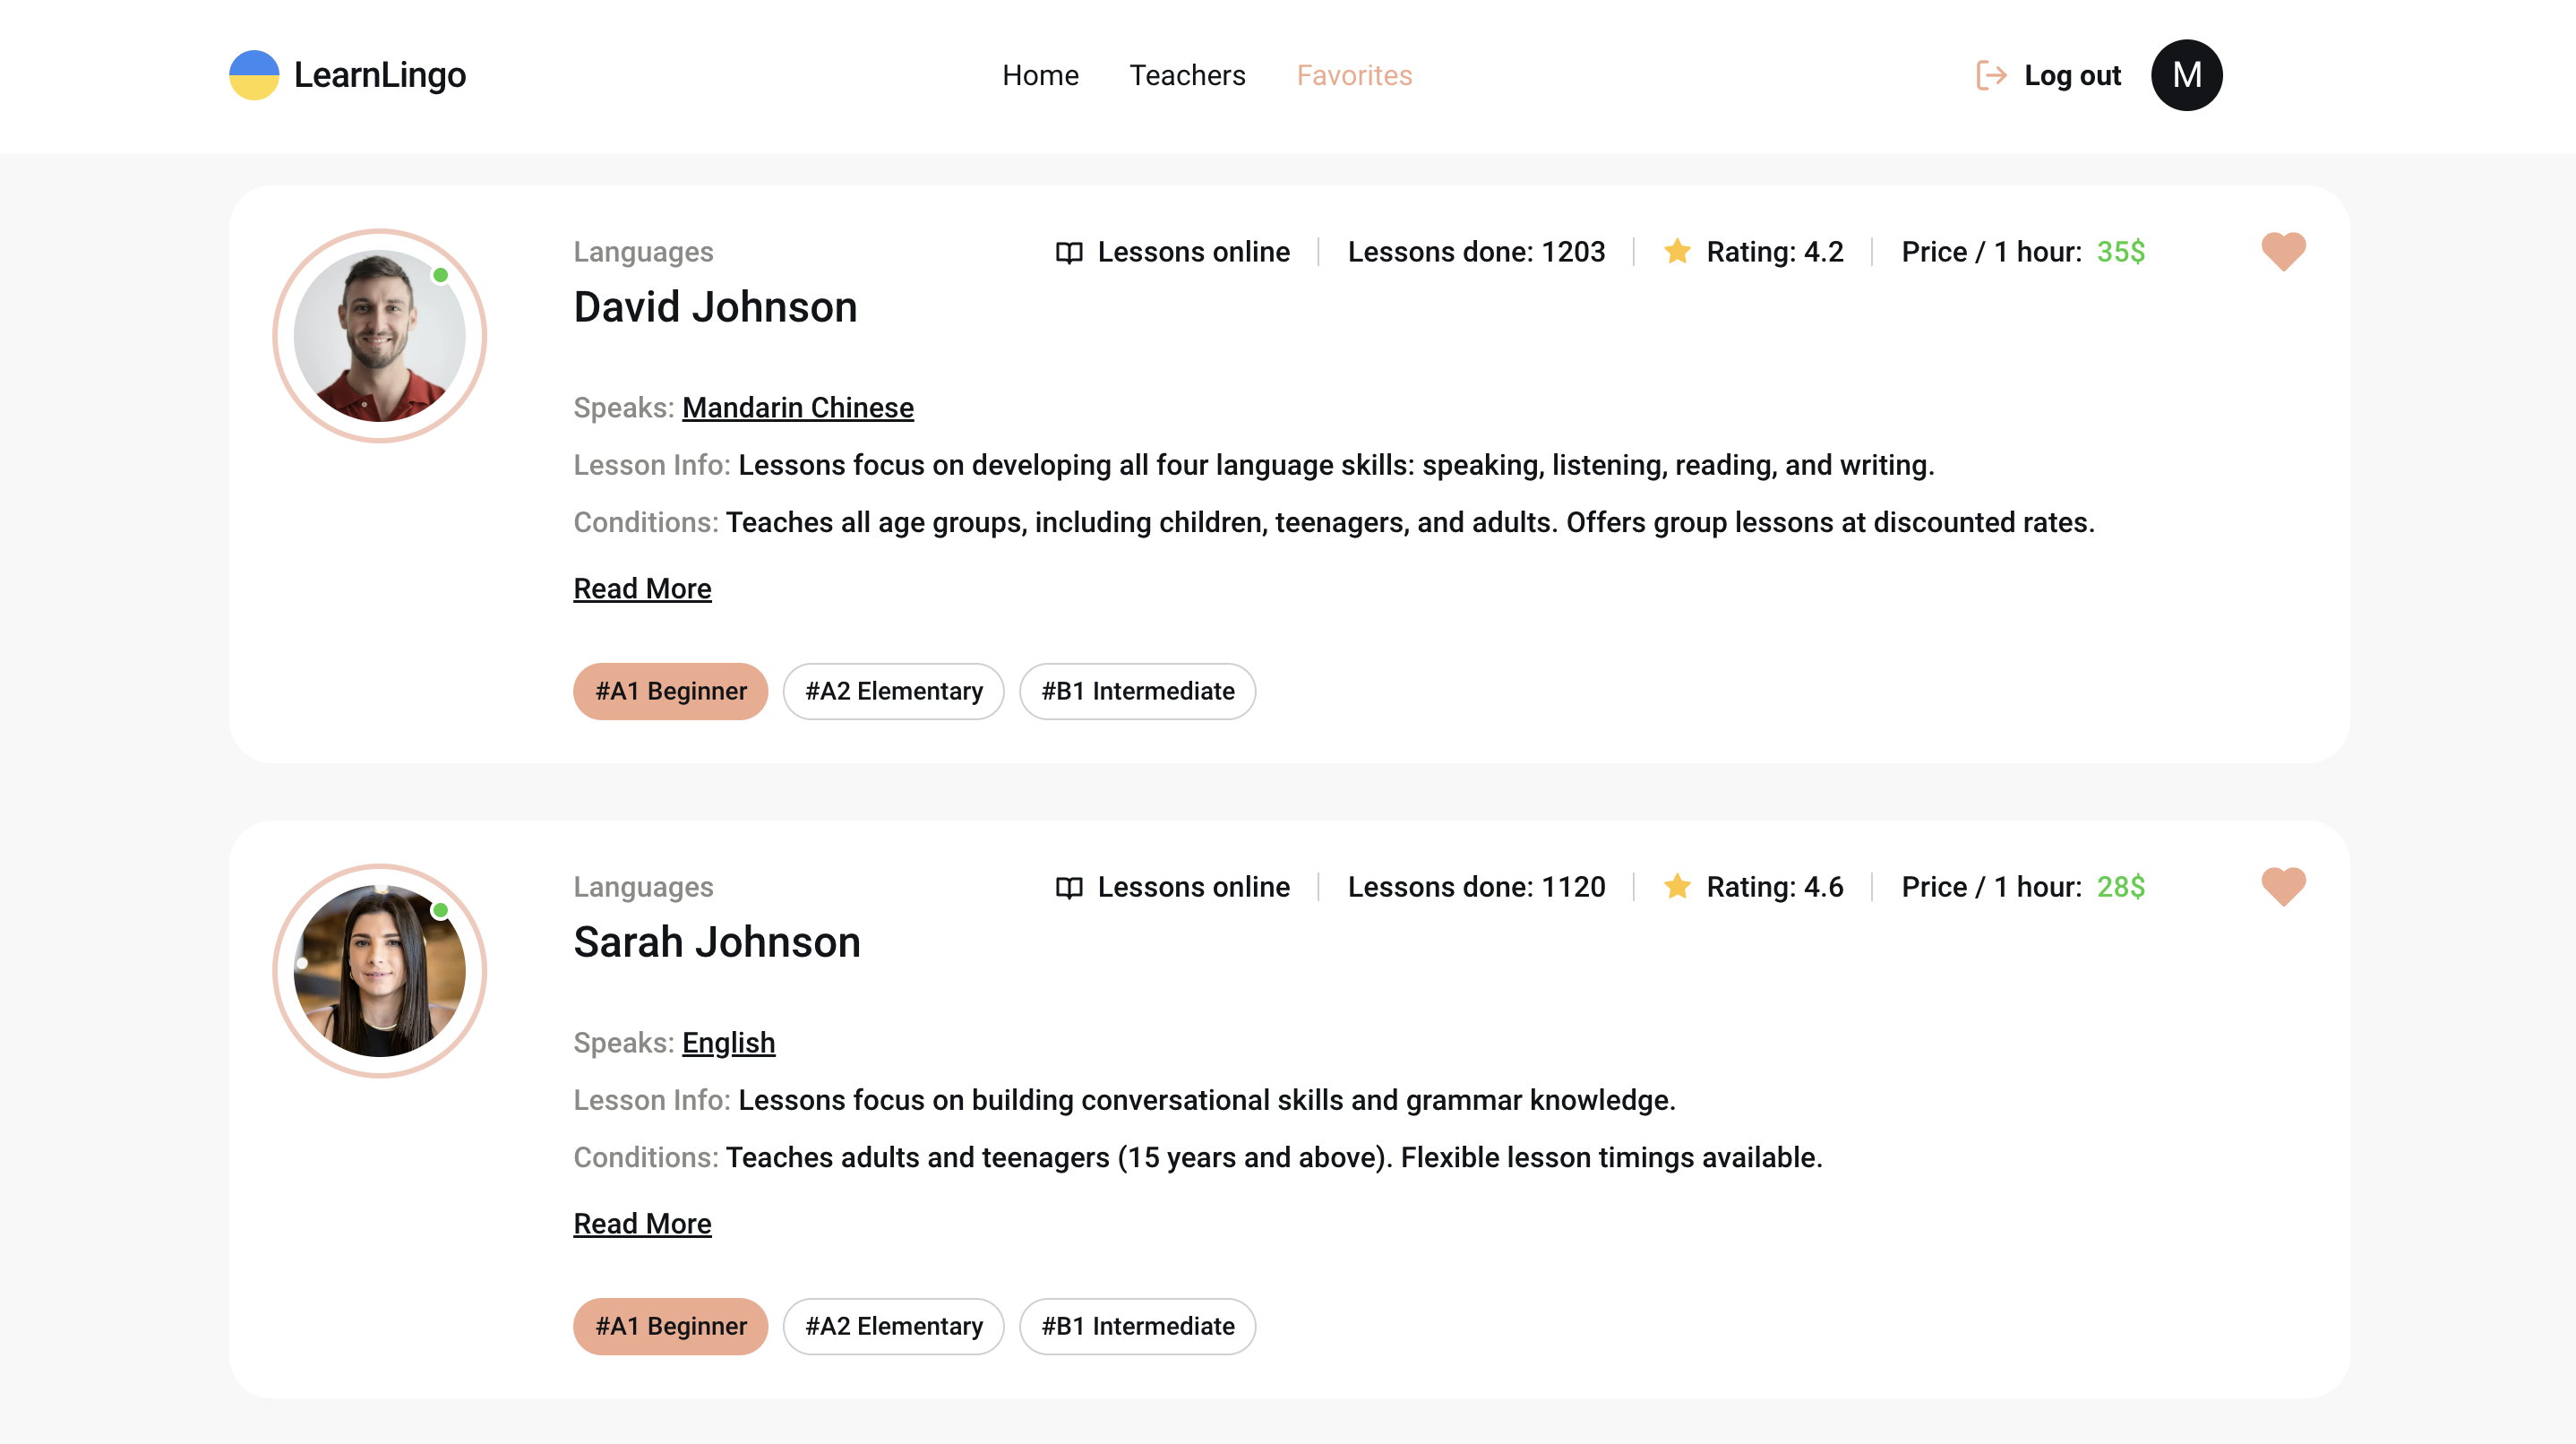 LearnLingo
Home Teachers Favorites
Log out M
Languages
Lessons online Lessons done: 1203 Rating: 4.2 Price / 1 hour: 35$
David Johnson
Speaks: Mandarin Chinese
Lesson Info: Lessons focus on developing all four language skills: speaking, listening, reading, and writing.
Conditions: Teaches all age groups, including children, teenagers, and adults. Offers group lessons at discounted rates.
Read More
#A1 Beginner #A2 Elementary #B1 Intermediate
Languages
Lessons online Lessons done: 1120 Rating: 4.6 Price / 1 hour: 28$
Sarah Johnson
Speaks: English
Lesson Info: Lessons focus on building conversational skills and grammar knowledge.
Conditions: Teaches adults and teenagers (15 years and above). Flexible lesson timings available.
Read More
#A1 Beginner #A2 Elementary #B1 Intermediate